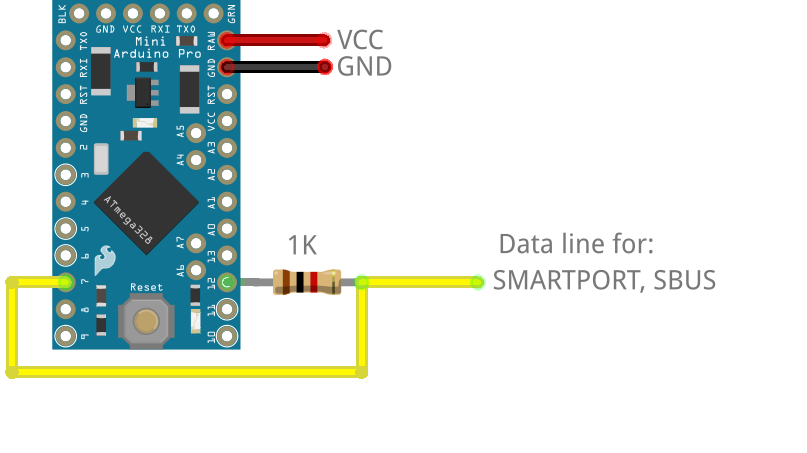 BLK
GRN
GND VCC RXI TXO
Mini
Arduino Pro
TXO
RXI
RST
GND
2
3
4
5
6
7
8
9
RAW
GND
RST
VCC
A3
A2
A1
A0
13
12
11
10
A5
A4
A7
A6
ATmega328
Reset
VCC
GND
1K
Data line for:
SMARTPORT, SBUS